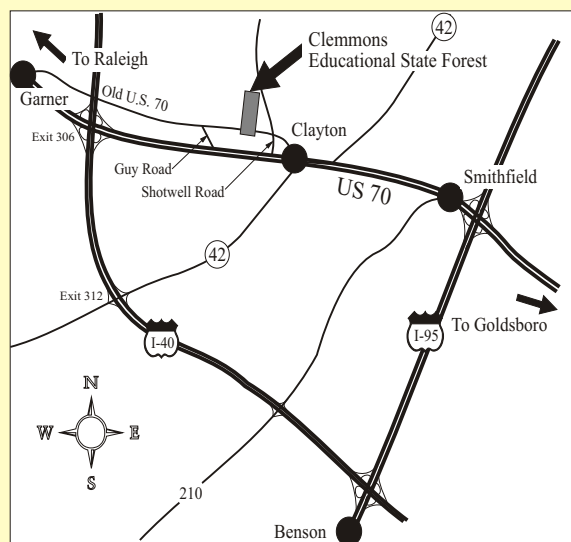 42
Clemmons
Educational State Forest
To Raleigh
Garner
Old U.S. 70
Exit 306
Clayton
Guy Road
Shotwell Road
US 70
Smithfield
42
Exit 312
I-40
I-95
To Goldsboro
N
W E
S
210
Benson